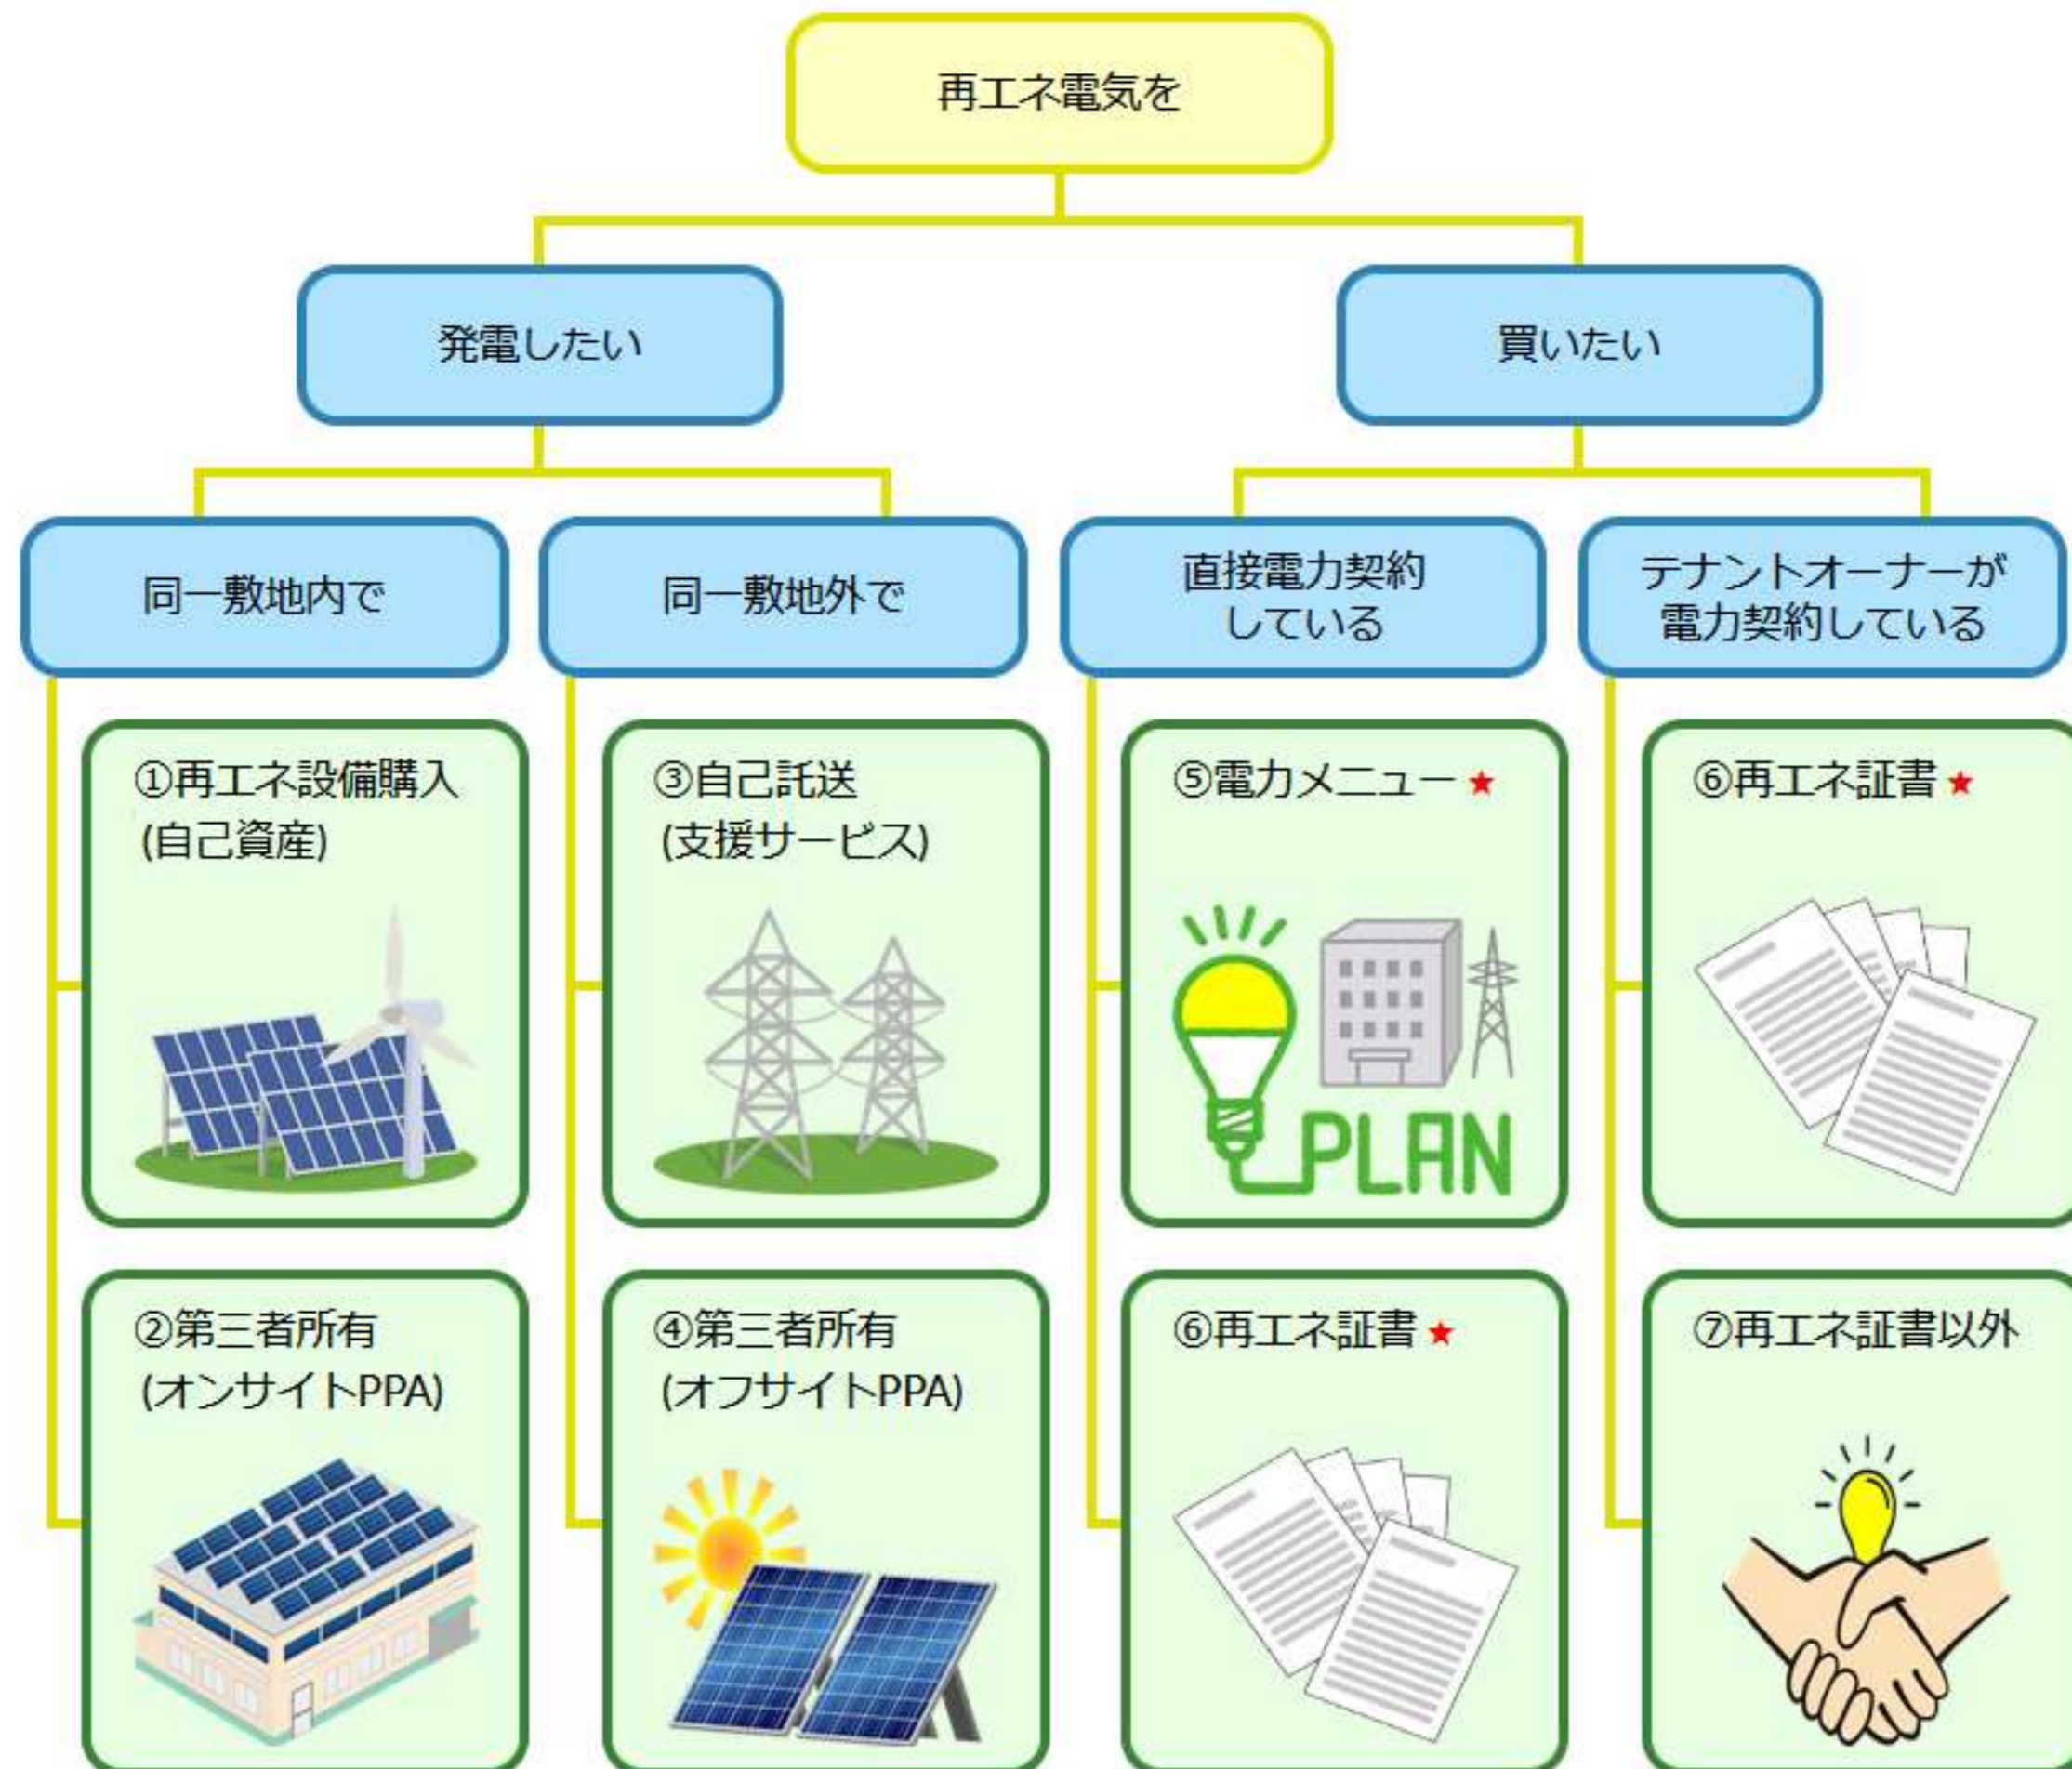 再エネ電気を
発電したい
買いたい
同一敷地内で
同一敷地外で
直接電力契約
している
テナントオーナーが
電力契約している
①再エネ設備購入
(自己資産)
③自己託送
(支援サービス)
⑤電力メニュー★
PLAN
⑥再エネ証書★
②第三者所有
(オンサイトPPA)
④第三者所有
(オフサイトPPA)
⑥再エネ証書★
⑦再エネ証書以外